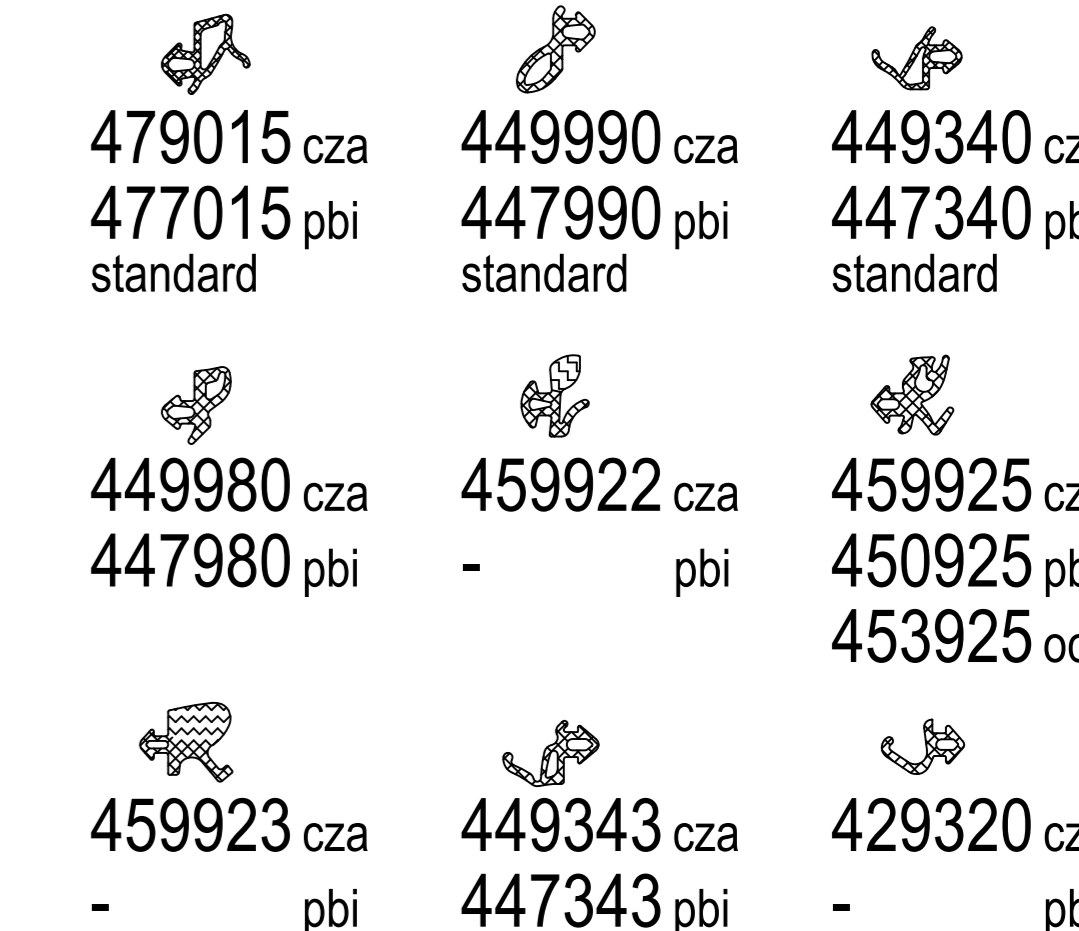 479015 cza 449990 cza 449340
477015 pbi 447990 pbi 447340
standard standard standard
449980 cza 459922 cza 459925
447980 pbi - pbi 450925
453925
459923 cza 449343 cza 429320
- pbi 447343 pbi -